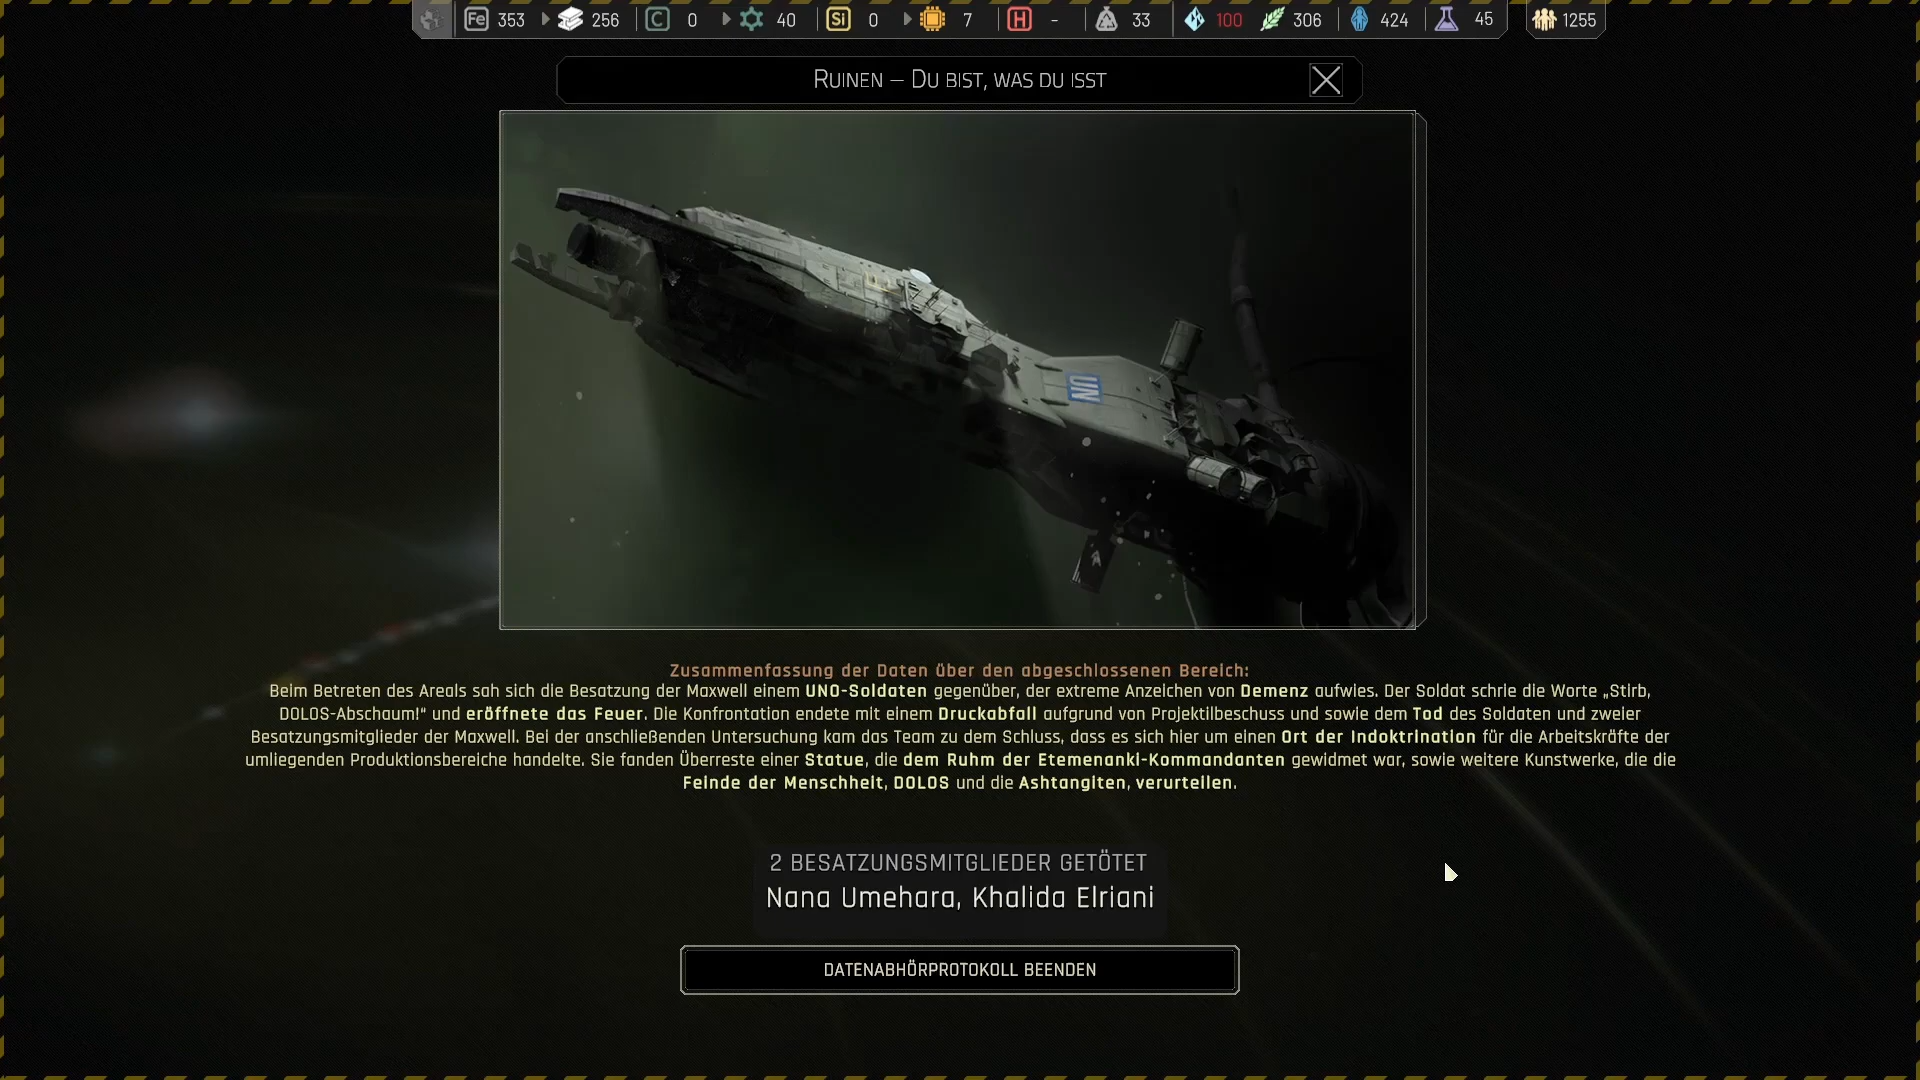 Fe 353 256 C 0 40 Si 0 7 H - 33 100 306 424 45 1255
Ruinen – Du bist, was du isst
UN
Zusammenfassung der Daten über den abgeschlossenen Bereich:
Beim Betreten des Areals sah sich die Besatzung der Maxwell einem UNO-Soldaten gegenüber, der extreme Anzeichen von Demenz aufwies. Der Soldat schrie die Worte „Stirb,
DOLOS-Abschaum!“ und eröffnete das Feuer. Die Konfrontation endete mit einem Druckabfall aufgrund von Projektilbeschuss und sowie dem Tod des Soldaten und zweier
Besatzungsmitglieder der Maxwell. Bei der anschließenden Untersuchung kam das Team zu dem Schluss, dass es sich hier um einen Ort der Indoktrination für die Arbeitskräfte der
umliegenden Produktionsbereiche handelte. Sie fanden Überreste einer Statue, die dem Ruhm der Etemenanki-Kommandanten gewidmet war, sowie weitere Kunstwerke, die die
Feinde der Menschheit, DOLOS und die Ashtangiten, verurteilen.
2 BESATZUNGSMITGLIEDER GETÖTET
Nana Umehara, Khalida Elriani
DATENABHÖRPROTOKOLL BEENDEN